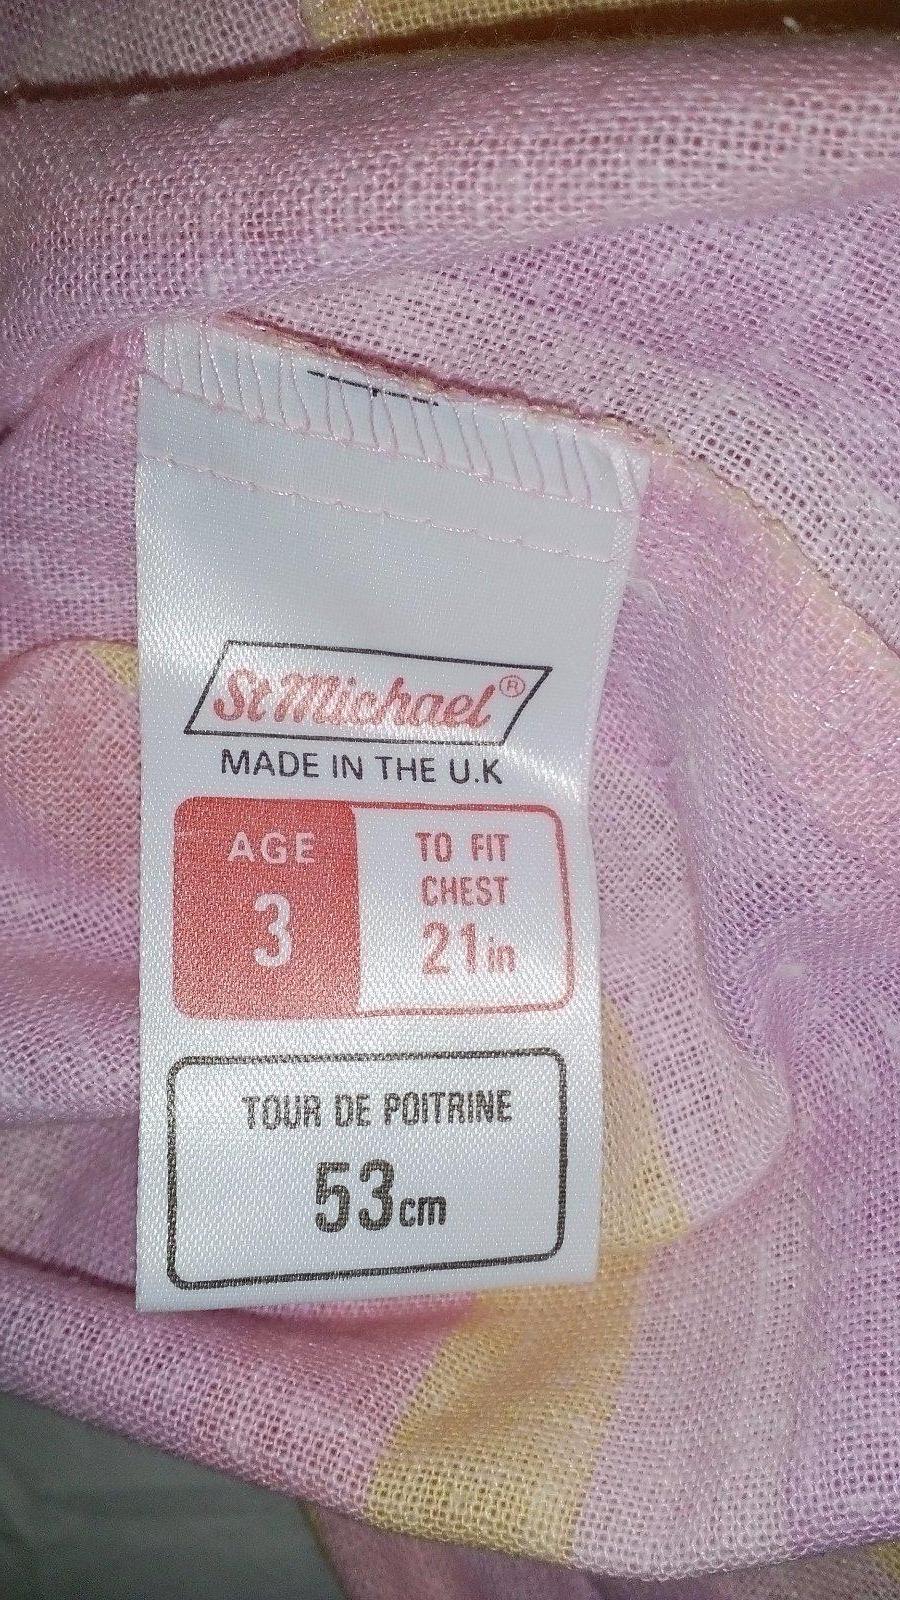 St Michael®
MADE IN THE U.K
AGE
3
TO FIT
CHEST
21in
TOUR DE POITRINE
53cm